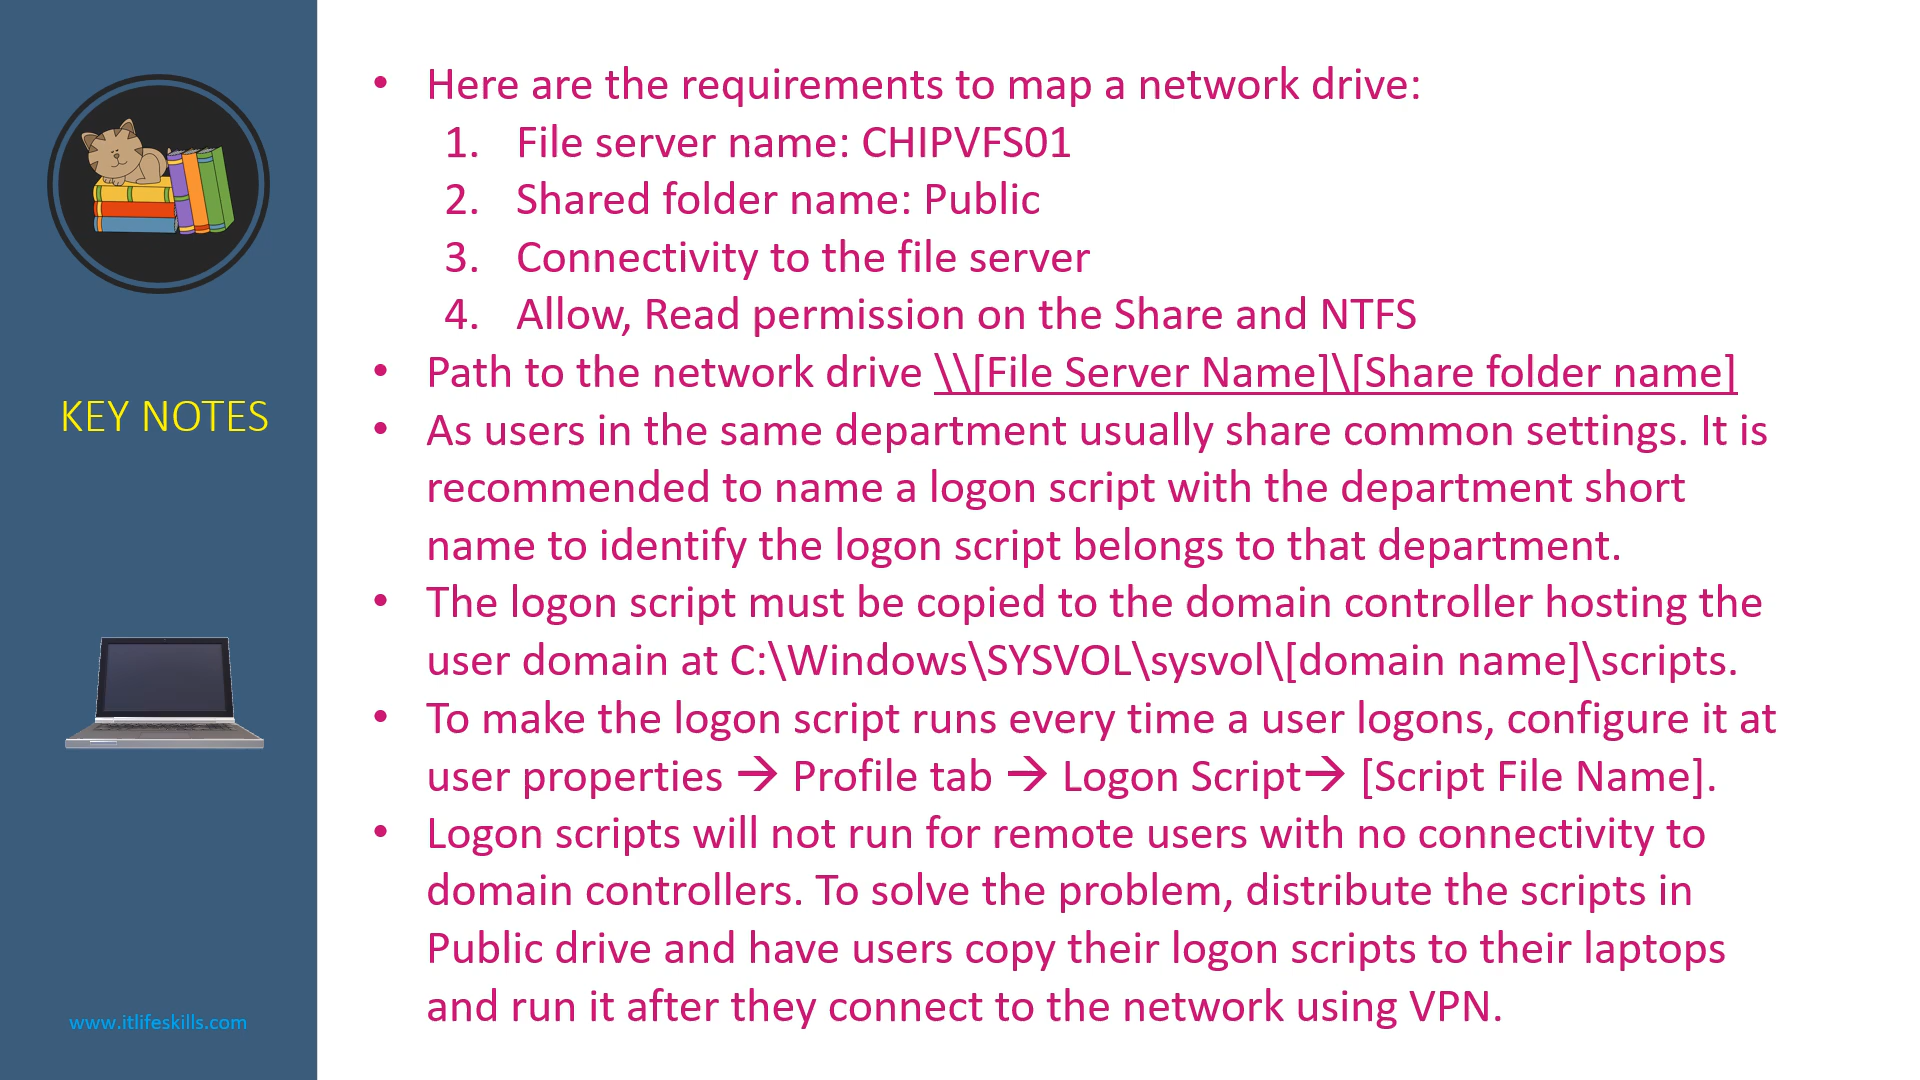 KEY NOTES
www.itlifeskills.com
• Here are the requirements to map a network drive:
1. File server name: CHIPVFS01
2. Shared folder name: Public
3. Connectivity to the file server
4. Allow, Read permission on the Share and NTFS
• Path to the network drive \\[File Server Name]\[Share folder name]
• As users in the same department usually share common settings. It is
recommended to name a logon script with the department short
name to identify the logon script belongs to that department.
• The logon script must be copied to the domain controller hosting the
user domain at C:\Windows\SYSVOL\sysvol\[domain name]\scripts.
• To make the logon script runs every time a user logons, configure it at
user properties → Profile tab → Logon Script→ [Script File Name].
• Logon scripts will not run for remote users with no connectivity to
domain controllers. To solve the problem, distribute the scripts in
Public drive and have users copy their logon scripts to their laptops
and run it after they connect to the network using VPN.